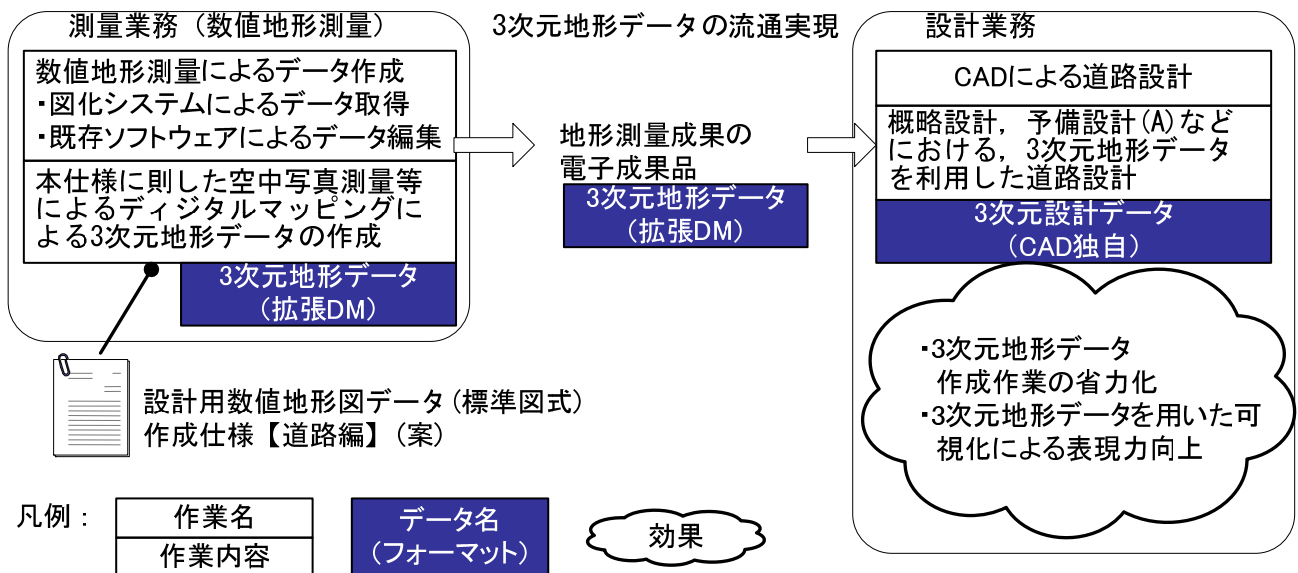 測量業務（数値地形測量）
数値地形測量によるデータ作成
・図化システムによるデータ取得
・既存ソフトウェアによるデータ編集
本仕様に則した空中写真測量等
によるディジタルマッピングに
よる3次元地形データの作成
3次元地形データ
（拡張DM）
設計用数値地形図データ（標準図式）
作成仕様【道路編】（案）
3次元地形データの流通実現
地形測量成果の
電子成果品
3次元地形データ
（拡張DM）
設計業務
CADによる道路設計
概略設計，予備設計(A)など
における，3次元地形データ
を利用した道路設計
3次元設計データ
（CAD独自）
・3次元地形データ
作成作業の省力化
・3次元地形データを用いた可
視化による表現力向上
凡例：
作業名
作業内容
データ名
（フォーマット）
効果